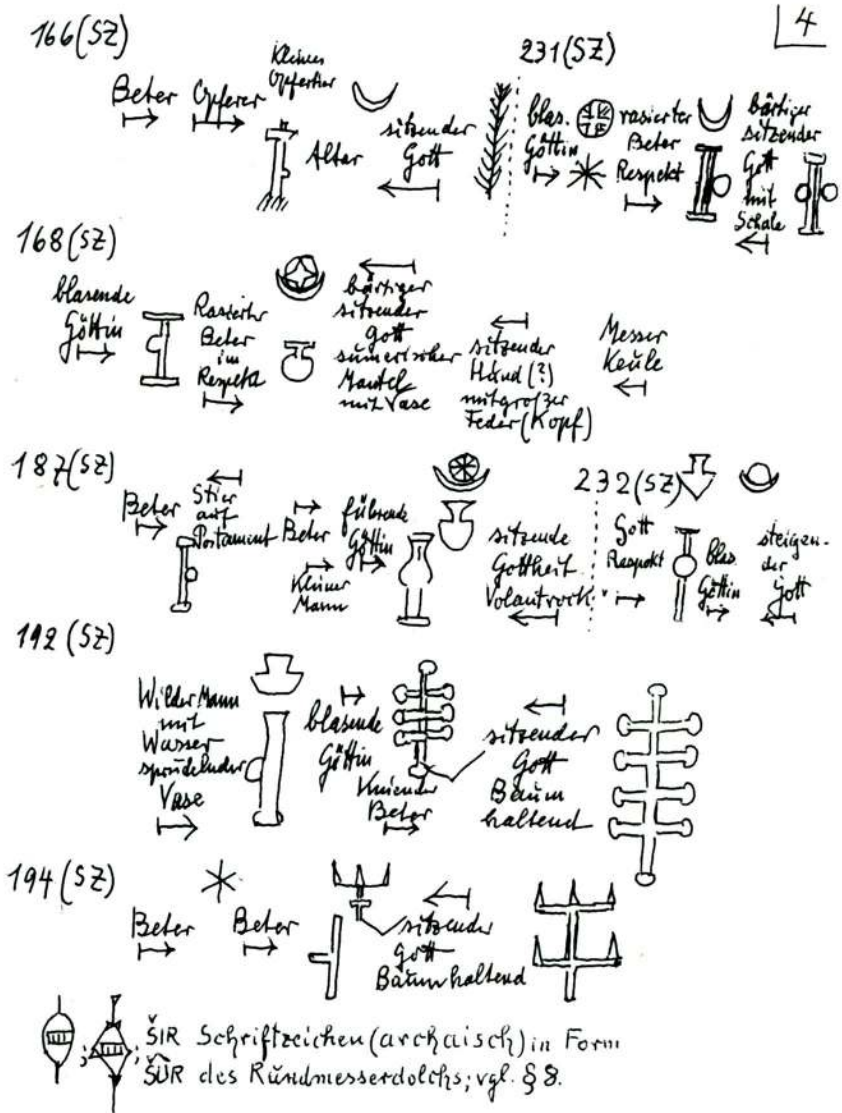 4
166 (SZ)
Beter
Opferer
Kleines
Opfertier
Altar
sitzender
Gott
231 (SZ)
blas.
Göttin
rasierter
Beter
Respekt
bärtiger
sitzender
Gott
mit
Schale
168 (SZ)
blasende
Göttin
Rasierter
Beter
im
Respekt
bärtiger
sitzender
Gott
sumerischer
Mantel
mit Vase
sitzender
Hund (?)
mit großer
Feder (Kopf)
Messer
Keule
187 (SZ)
Beter
Stier
auf
Postament
Beter
Kleiner
Mann
führende
Göttin
sitzende
Gottheit
Volantrock
232 (SZ)
Gott
Respekt
blas.
Göttin
steigen-
der
Gott
192 (SZ)
Wilder Mann
mit
Wasser
sprudelnder
Vase
blasende
Göttin
Kniender
Beter
sitzender
Gott
Baum
haltend
194 (SZ)
Beter
Beter
sitzender
Gott
Baum haltend
; ; ŠIR Schriftzeichen (archaisch) in Form
ŠUR des Rundmesserdolchs; vgl. § 8.